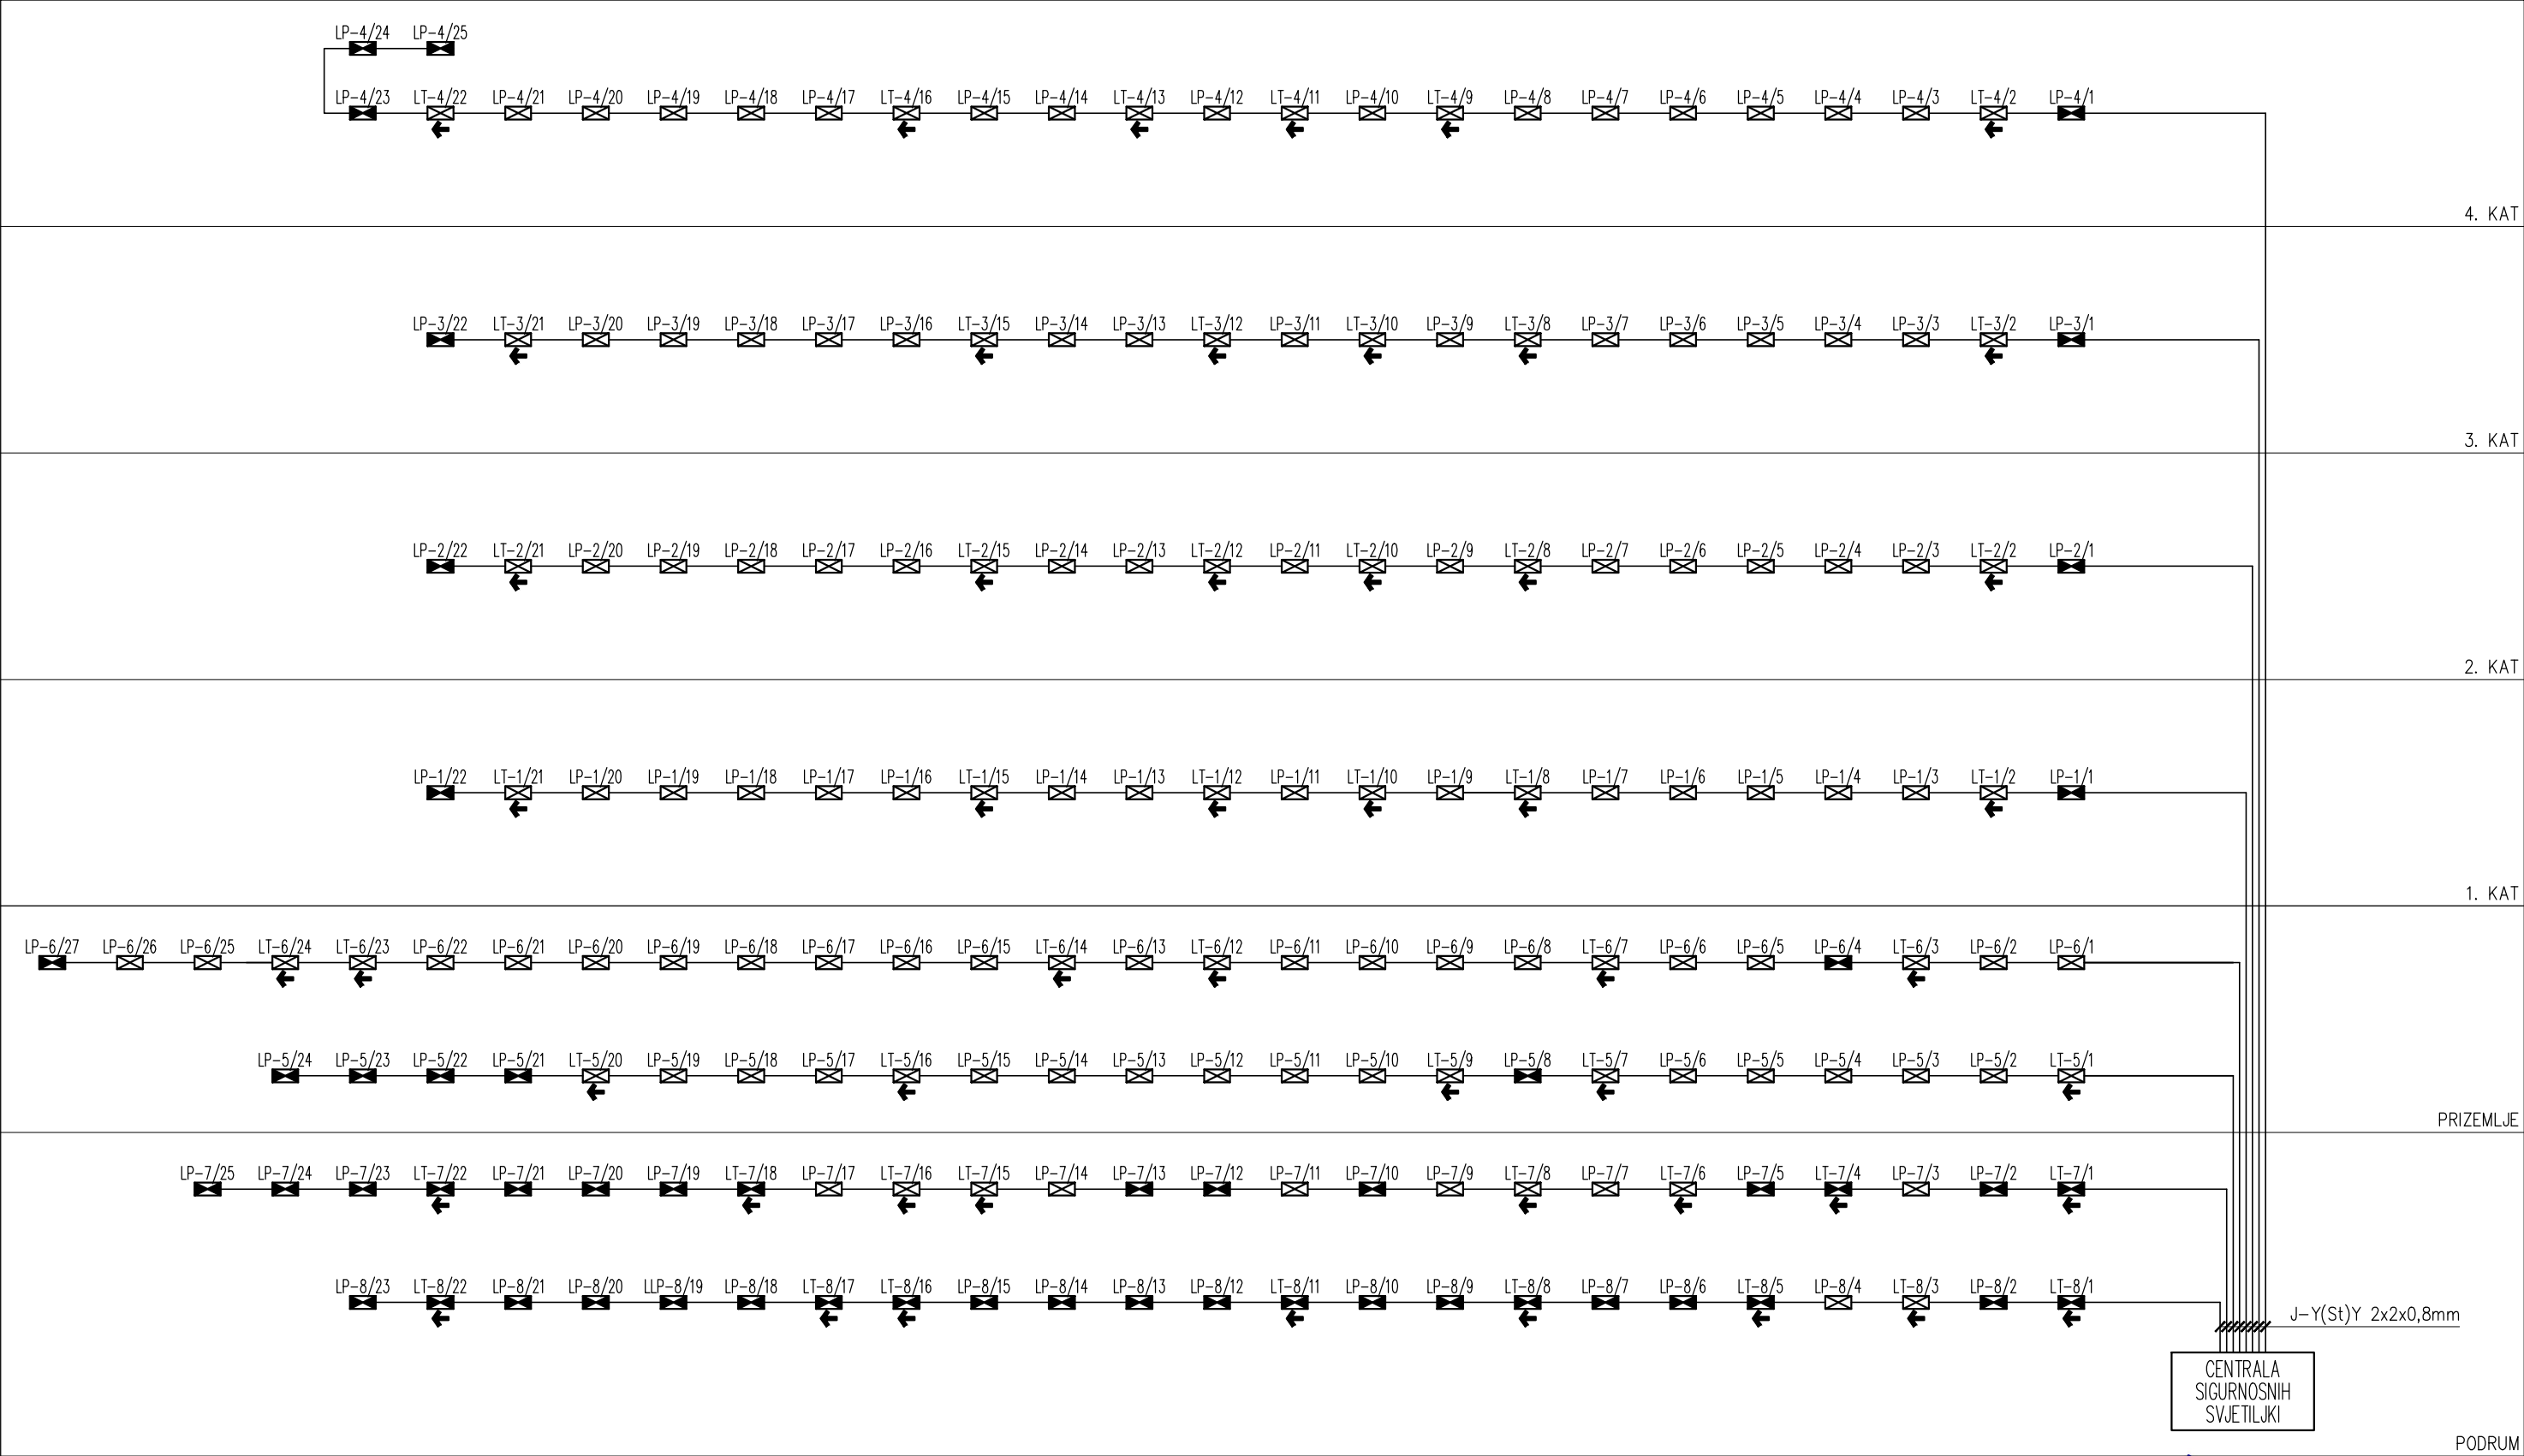 LP-4/24 LP-4/25
LP-4/23 LT-4/22 LP-4/21 LP-4/20 LP-4/19 LP-4/18 LP-4/17 LT-4/16 LP-4/15 LP-4/14 LT-4/13 LP-4/12 LT-4/11 LP-4/10 LT-4/9 LP-4/8 LP-4/7 LP-4/6 LP-4/5 LP-4/4 LP-4/3 LT-4/2 LP-4/1
4. KAT
LP-3/22 LT-3/21 LP-3/20 LP-3/19 LP-3/18 LP-3/17 LP-3/16 LT-3/15 LP-3/14 LP-3/13 LT-3/12 LP-3/11 LT-3/10 LP-3/9 LT-3/8 LP-3/7 LP-3/6 LP-3/5 LP-3/4 LP-3/3 LT-3/2 LP-3/1
3. KAT
LP-2/22 LT-2/21 LP-2/20 LP-2/19 LP-2/18 LP-2/17 LP-2/16 LT-2/15 LP-2/14 LP-2/13 LT-2/12 LP-2/11 LT-2/10 LP-2/9 LT-2/8 LP-2/7 LP-2/6 LP-2/5 LP-2/4 LP-2/3 LT-2/2 LP-2/1
2. KAT
LP-1/22 LT-1/21 LP-1/20 LP-1/19 LP-1/18 LP-1/17 LP-1/16 LT-1/15 LP-1/14 LP-1/13 LT-1/12 LP-1/11 LT-1/10 LP-1/9 LT-1/8 LP-1/7 LP-1/6 LP-1/5 LP-1/4 LP-1/3 LT-1/2 LP-1/1
1. KAT
LP-6/27 LP-6/26 LP-6/25 LT-6/24 LT-6/23 LP-6/22 LP-6/21 LP-6/20 LP-6/19 LP-6/18 LP-6/17 LP-6/16 LP-6/15 LT-6/14 LP-6/13 LT-6/12 LP-6/11 LP-6/10 LP-6/9 LP-6/8 LT-6/7 LP-6/6 LP-6/5 LP-6/4 LT-6/3 LP-6/2 LP-6/1
LP-5/24 LP-5/23 LP-5/22 LP-5/21 LT-5/20 LP-5/19 LP-5/18 LP-5/17 LT-5/16 LP-5/15 LP-5/14 LP-5/13 LP-5/12 LP-5/11 LP-5/10 LT-5/9 LP-5/8 LT-5/7 LP-5/6 LP-5/5 LP-5/4 LP-5/3 LP-5/2 LT-5/1
PRIZEMLJE
LP-7/25 LP-7/24 LP-7/23 LT-7/22 LP-7/21 LP-7/20 LP-7/19 LT-7/18 LP-7/17 LT-7/16 LT-7/15 LP-7/14 LP-7/13 LP-7/12 LP-7/11 LP-7/10 LP-7/9 LT-7/8 LP-7/7 LT-7/6 LP-7/5 LT-7/4 LP-7/3 LP-7/2 LT-7/1
LP-8/23 LT-8/22 LP-8/21 LP-8/20 LLP-8/19 LP-8/18 LT-8/17 LT-8/16 LP-8/15 LP-8/14 LP-8/13 LP-8/12 LT-8/11 LP-8/10 LP-8/9 LT-8/8 LP-8/7 LP-8/6 LT-8/5 LP-8/4 LT-8/3 LP-8/2 LT-8/1
J-Y(St)Y 2x2x0,8mm
CENTRALA
SIGURNOSNIH
SVJETILJKI
PODRUM